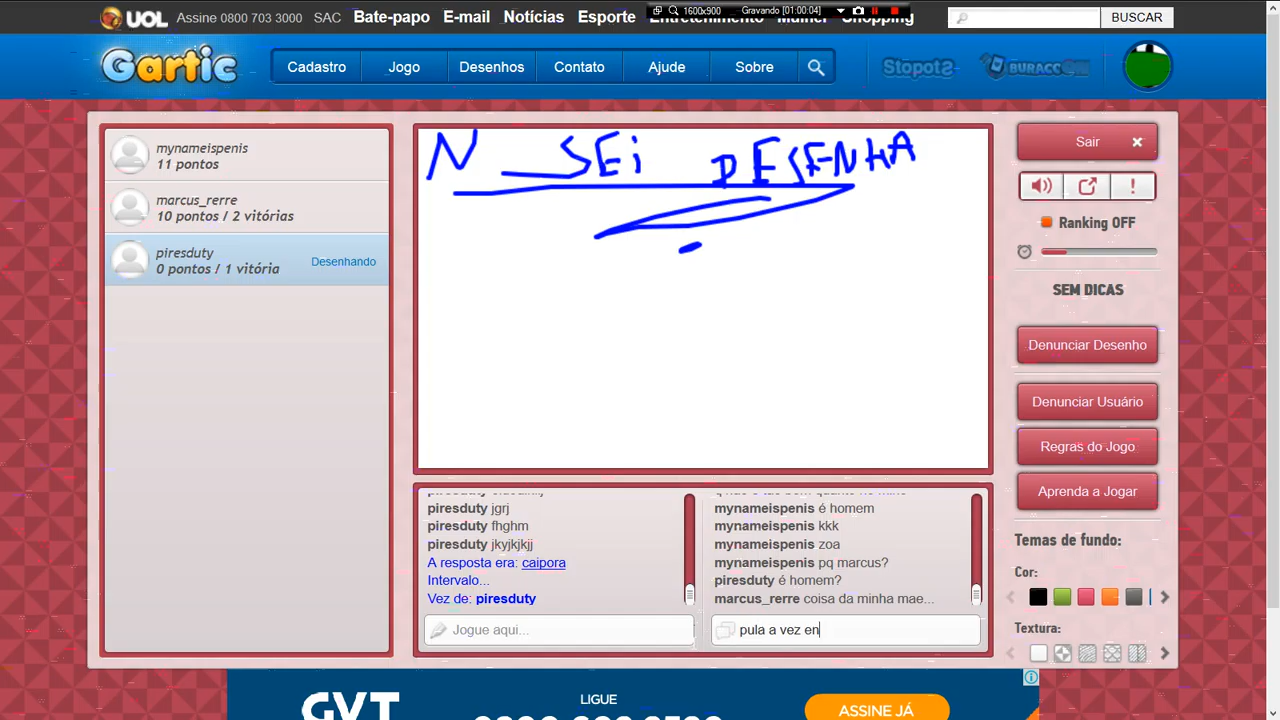 UOL Assine 0800 703 3000 SAC Bate-papo E-mail Notícias Esporte Entretenimento Mulher Shopping BUSCAR
1600x900 Gravando [01:00:04]
Gartic Cadastro Jogo Desenhos Contato Ajude Sobre StopotS BURACO
mynameispenis
11 pontos
marcus_rerre
10 pontos / 2 vitórias
piresduty
0 pontos / 1 vitória Desenhando
N SEi DESENHA
Sair ×
!
Ranking OFF
SEM DICAS
Denunciar Desenho
Denunciar Usuário
Regras do Jogo
Aprenda a Jogar
Temas de fundo:
Cor:
Textura:
piresduty
piresduty jgrj
piresduty fhghm
piresduty jkyjkjkjj
A resposta era: caipora
Intervalo...
Vez de: piresduty
Jogue aqui...
mynameispenis é homem
mynameispenis kkk
mynameispenis zoa
mynameispenis pq marcus?
piresduty é homem?
marcus_rerre coisa da minha mae...
pula a vez en
GVT
LIGUE
ASSINE JÁ